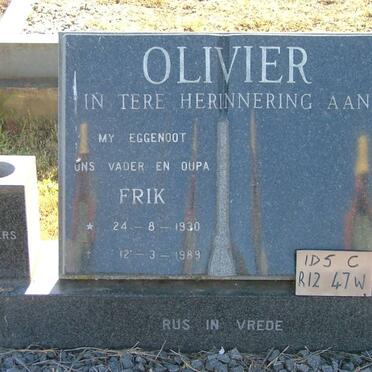 OLIVIER
IN TERE HERINNERING AAN
MY EGGENOOT
ONS VADER EN OUPA
FRIK
* 24-8-1930
† 12-3-1989
1D5 C
R12 47W
RUS IN VREDE